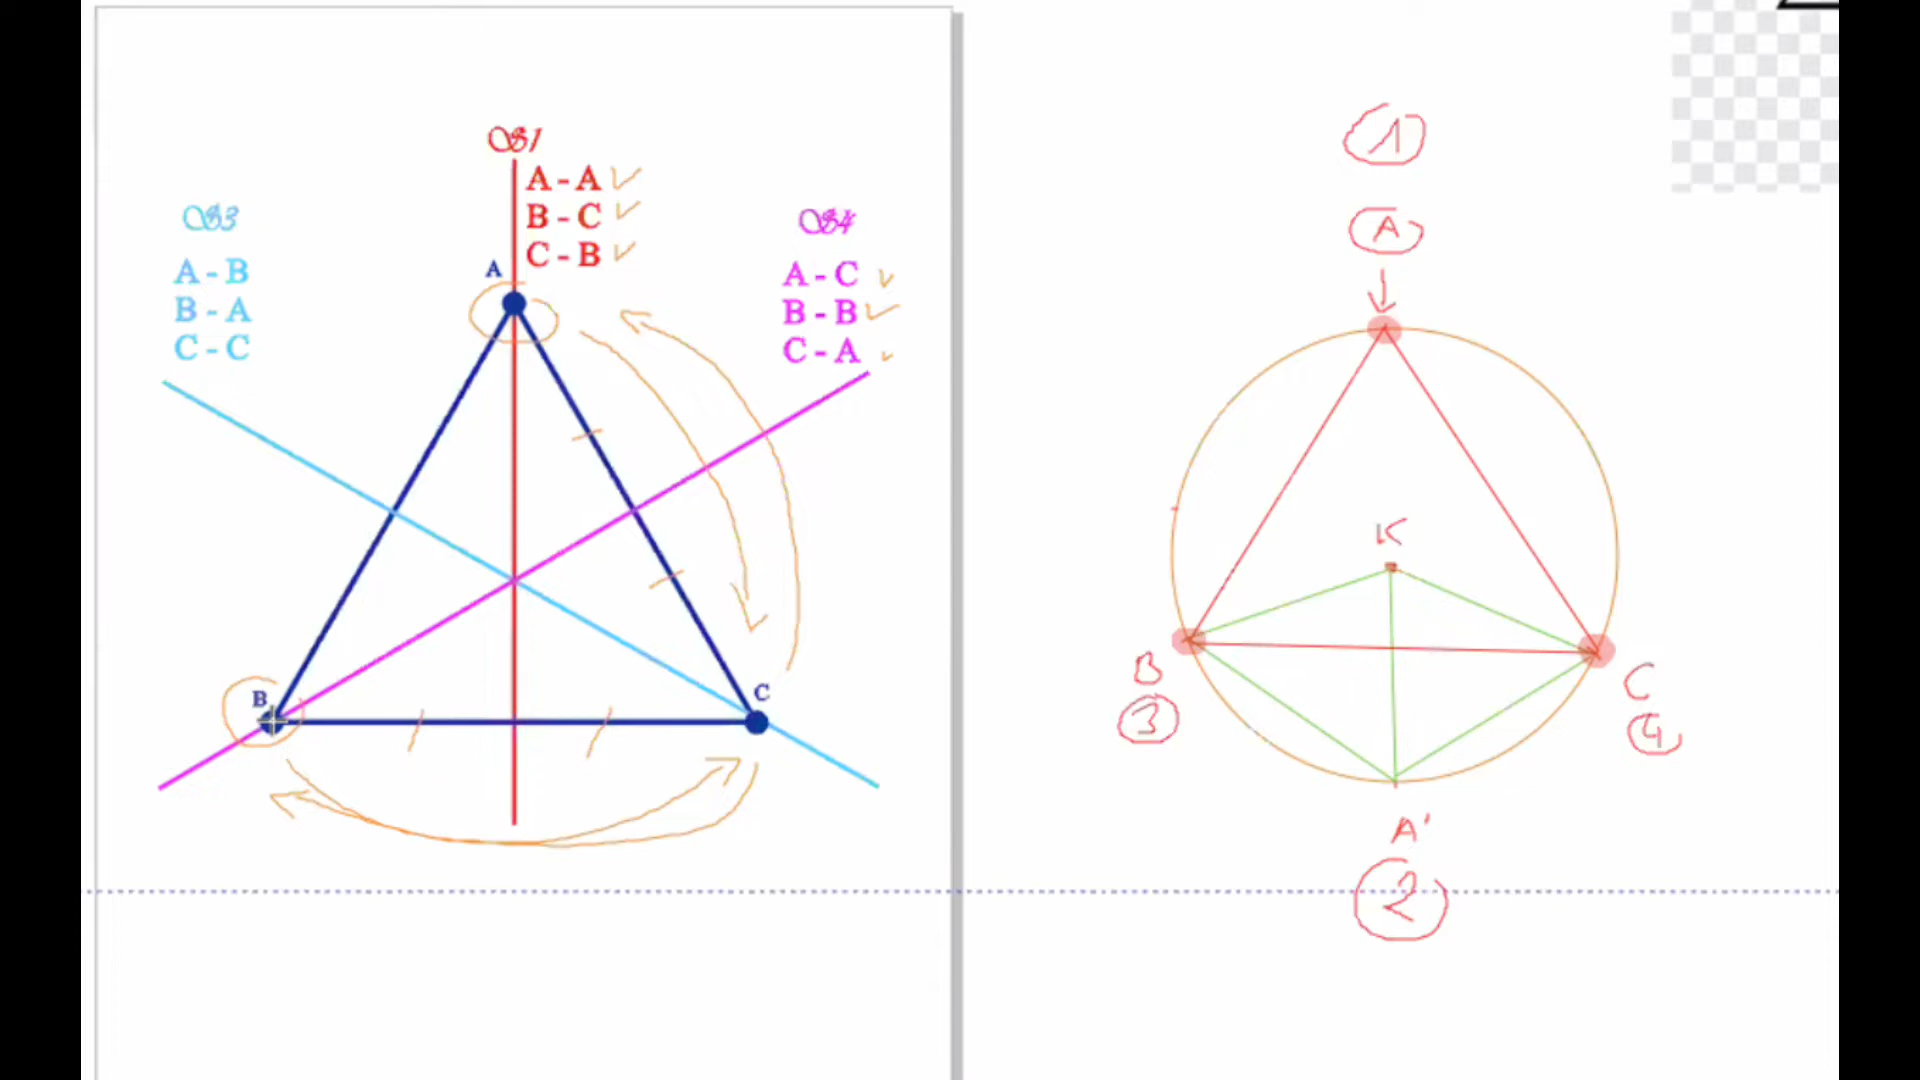 S1
A - A
B - C
C - B
S3
A - B
B - A
C - C
S4
A - C
B - B
C - A
A
B
C
1
A
K
B
3
C
4
A'
2